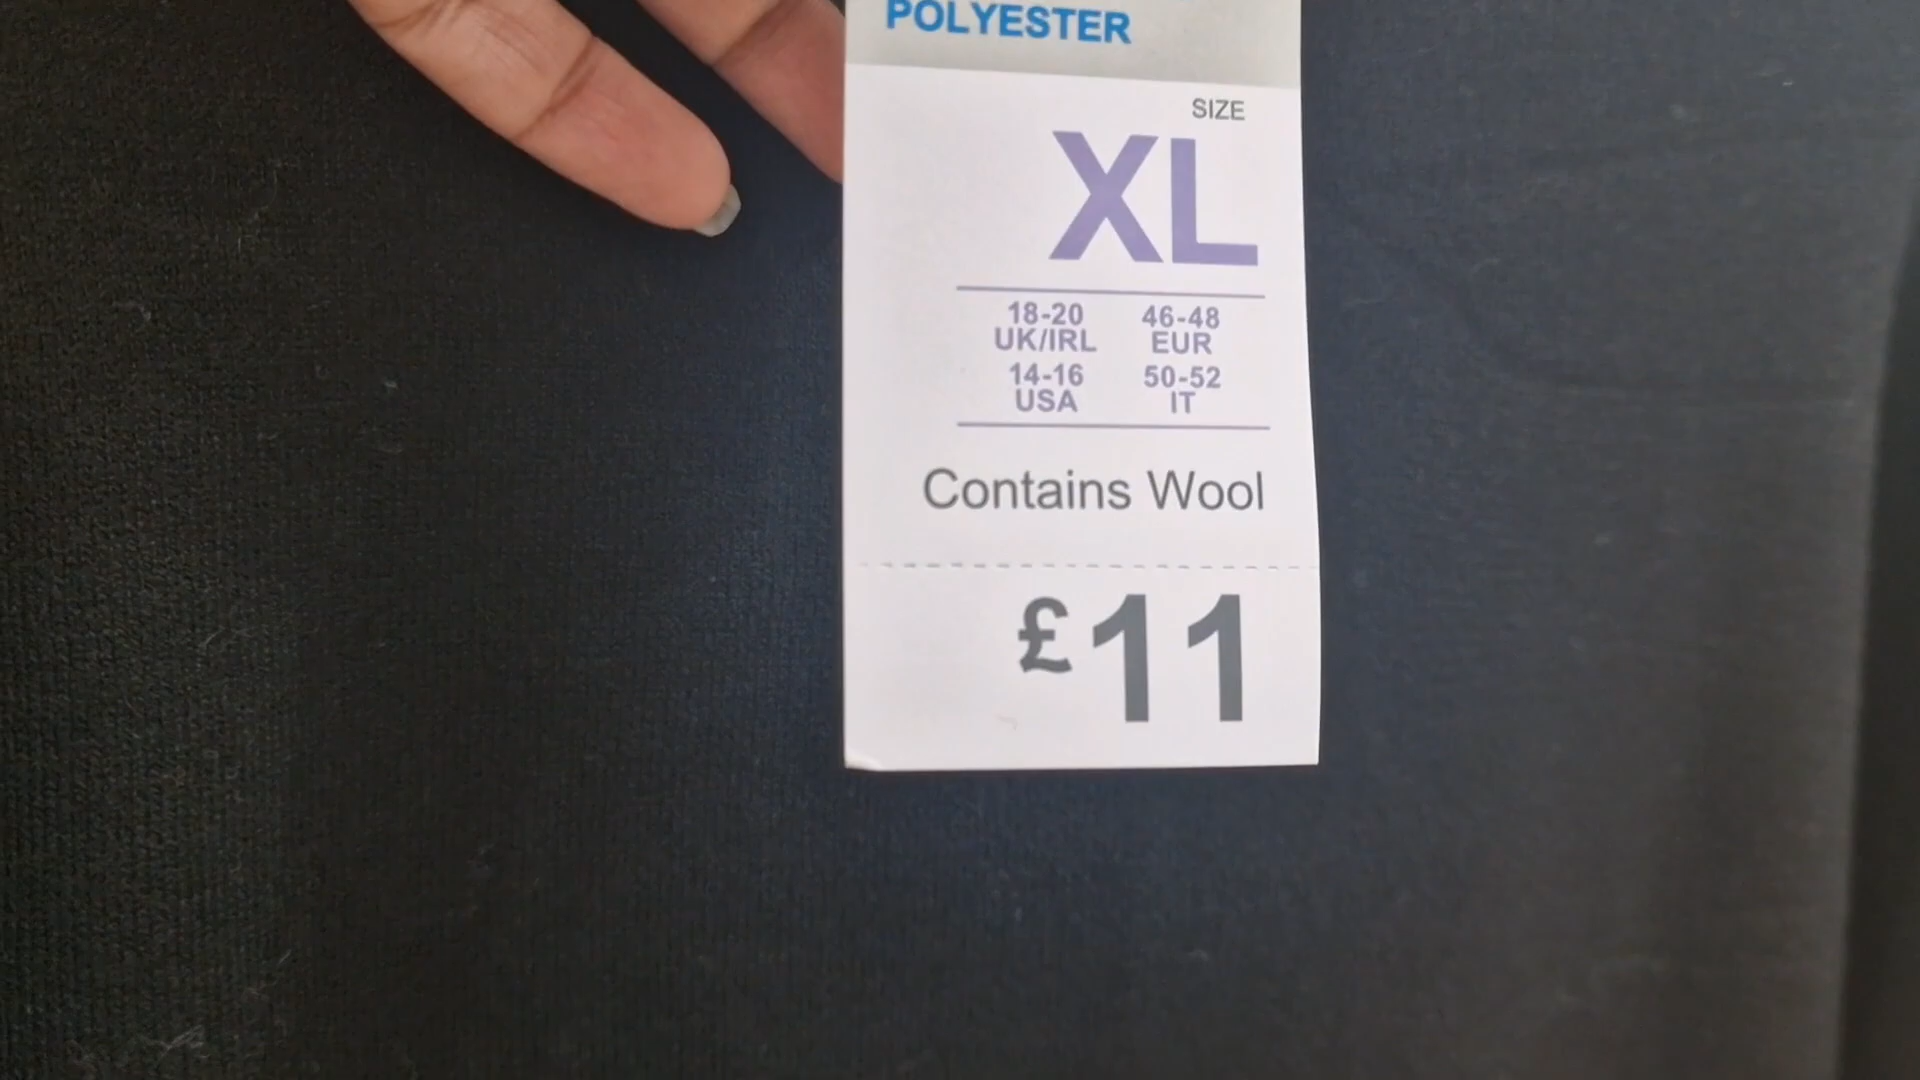 POLYESTER
SIZE
XL
18-20 46-48
UK/IRL EUR
14-16 50-52
USA IT
Contains Wool
£11